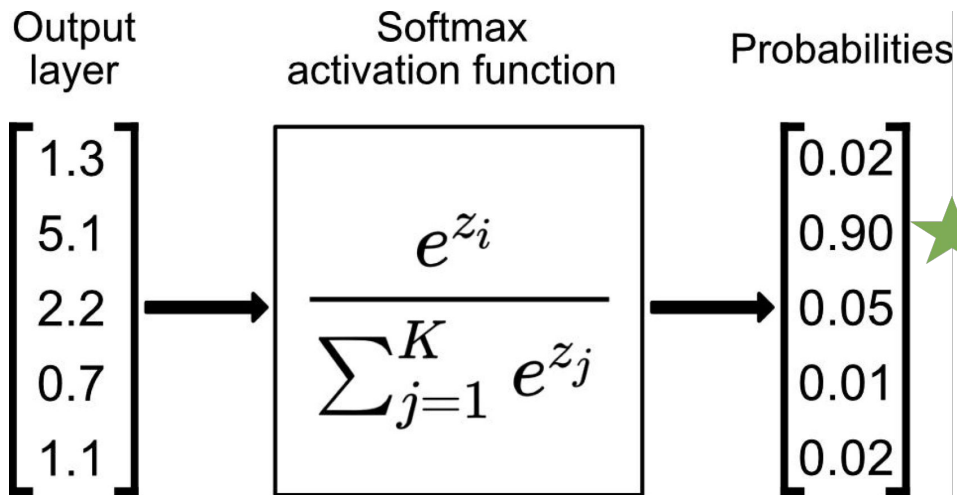 Output
layer
Softmax
activation function
Probabilities
1.3
5.1
2.2
0.7
1.1
e^{z_i}
∑_{j=1}^{K} e^{z_j}
0.02
0.90
0.05
0.01
0.02